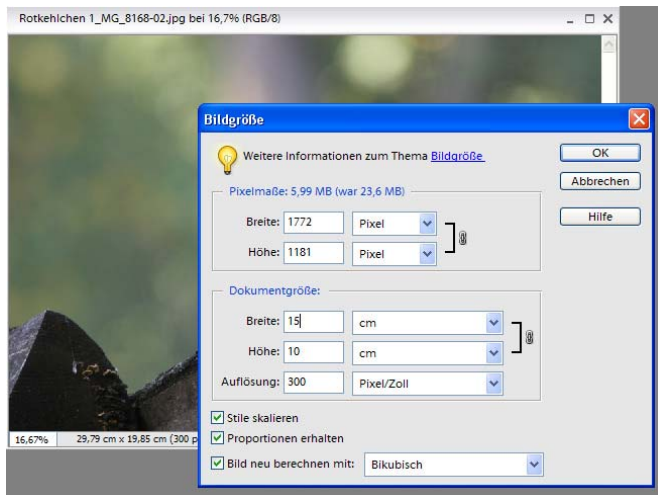 Rotkehlchen 1_MG_8168-02.jpg bei 16,7% (RGB/8)
Bildgröße
Weitere Informationen zum Thema Bildgröße
OK
Abbrechen
Hilfe
Pixelmaße: 5,99 MB (war 23,6 MB)
Breite: 1772 Pixel
Höhe: 1181 Pixel
Dokumentgröße:
Breite: 15 cm
Höhe: 10 cm
Auflösung: 300 Pixel/Zoll
Stile skalieren
Proportionen erhalten
Bild neu berechnen mit: Bikubisch
16,67% 29,79 cm x 19,85 cm (300 p